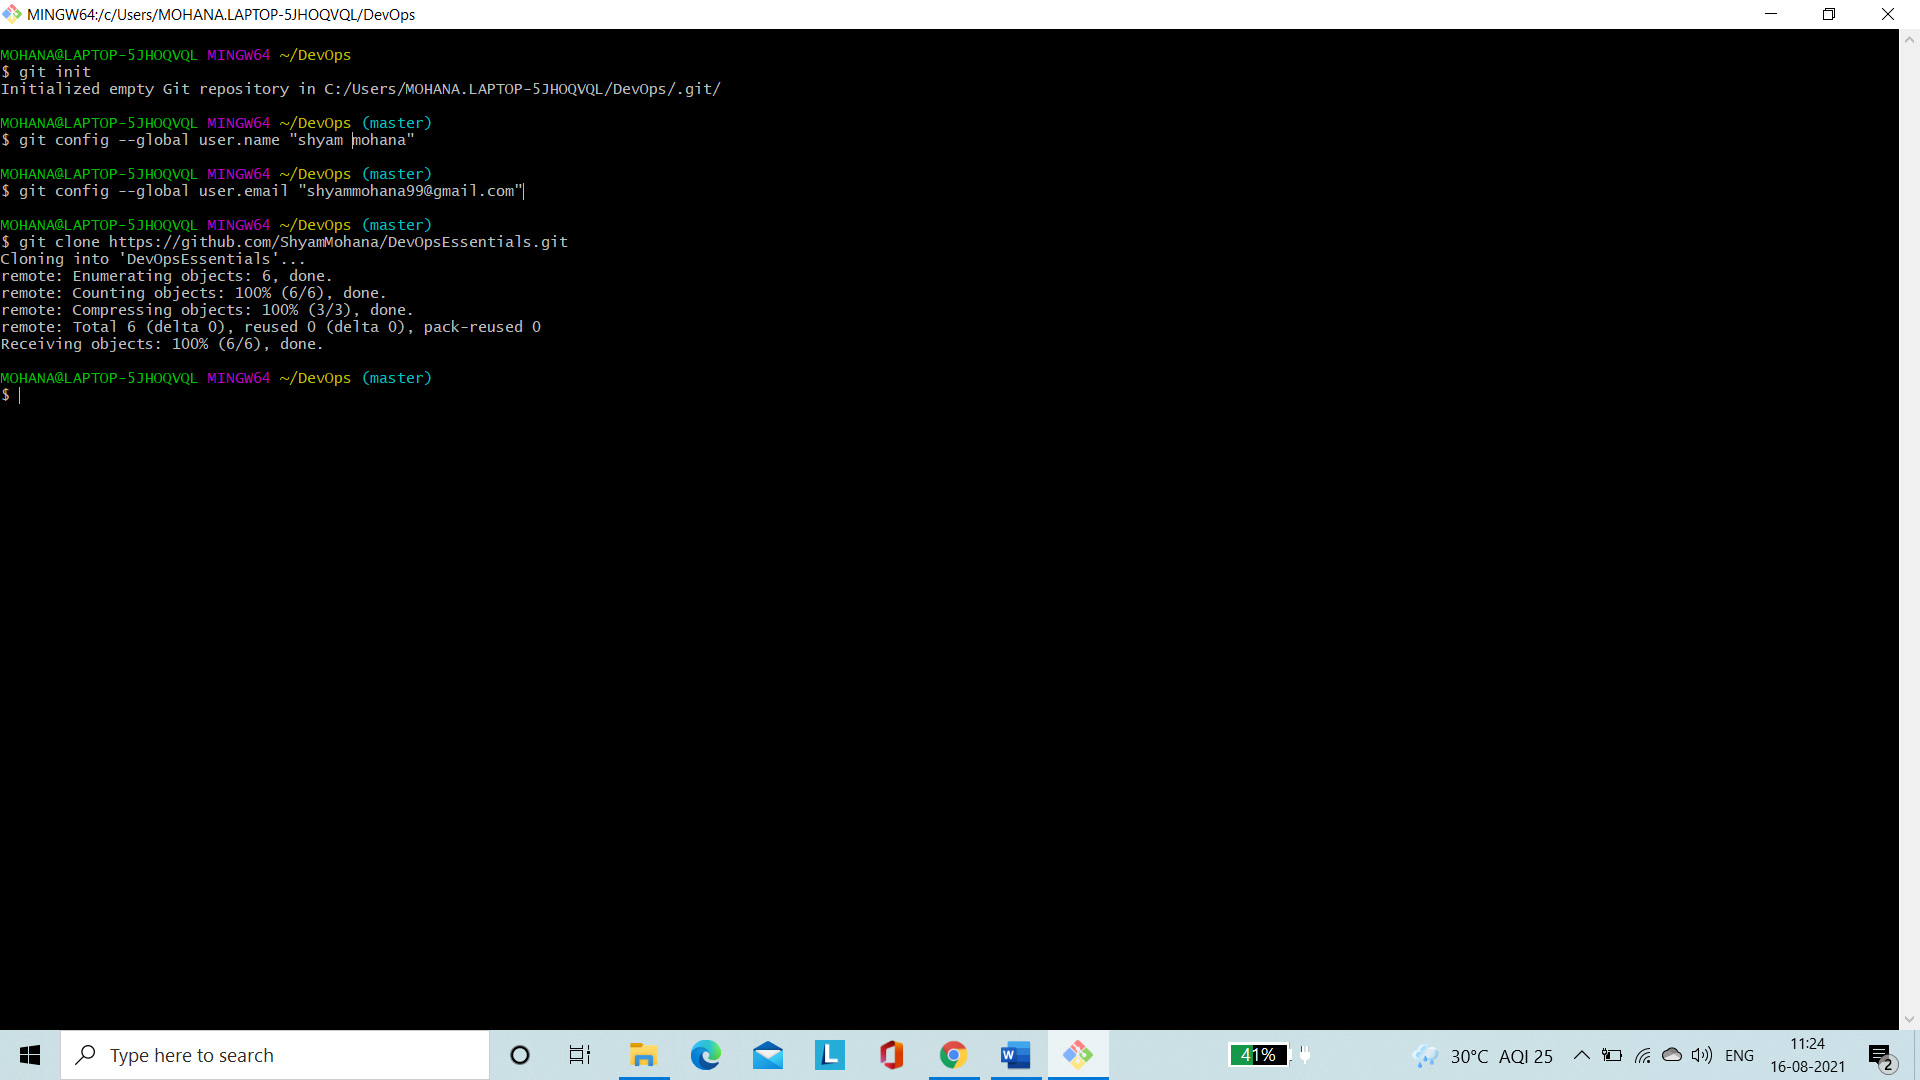 MINGW64:/c/Users/MOHANA.LAPTOP-5JHOQVQL/DevOps
MOHANA@LAPTOP-5JHOQVQL MINGW64 ~/DevOps
$ git init
Initialized empty Git repository in C:/Users/MOHANA.LAPTOP-5JHOQVQL/DevOps/.git/
MOHANA@LAPTOP-5JHOQVQL MINGW64 ~/DevOps (master)
$ git config --global user.name "shyam mohana"
MOHANA@LAPTOP-5JHOQVQL MINGW64 ~/DevOps (master)
$ git config --global user.email "shyammohana99@gmail.com"
MOHANA@LAPTOP-5JHOQVQL MINGW64 ~/DevOps (master)
$ git clone https://github.com/ShyamMohana/DevOpsEssentials.git
Cloning into 'DevOpsEssentials'...
remote: Enumerating objects: 6, done.
remote: Counting objects: 100% (6/6), done.
remote: Compressing objects: 100% (3/3), done.
remote: Total 6 (delta 0), reused 0 (delta 0), pack-reused 0
Receiving objects: 100% (6/6), done.
MOHANA@LAPTOP-5JHOQVQL MINGW64 ~/DevOps (master)
$
Type here to search
L
W
41%
30°C AQI 25
ENG
11:24
16-08-2021
2